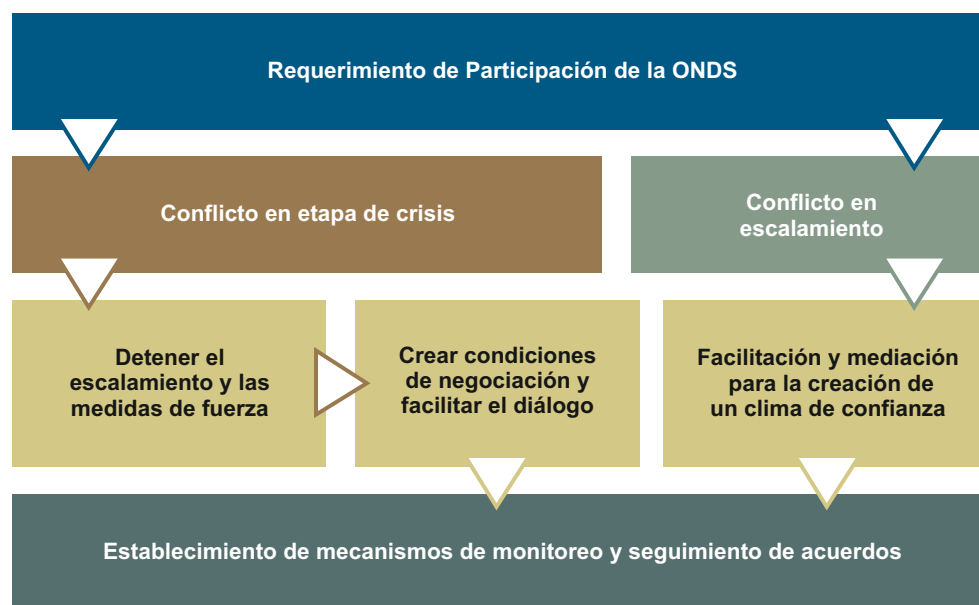 Requerimiento de Participación de la ONDS
Conflicto en etapa de crisis
Conflicto en
escalamiento
Detener el
escalamiento y las
medidas de fuerza
Crear condiciones
de negociación y
facilitar el diálogo
Facilitación y mediación
para la creación de
un clima de confianza
Establecimiento de mecanismos de monitoreo y seguimiento de acuerdos